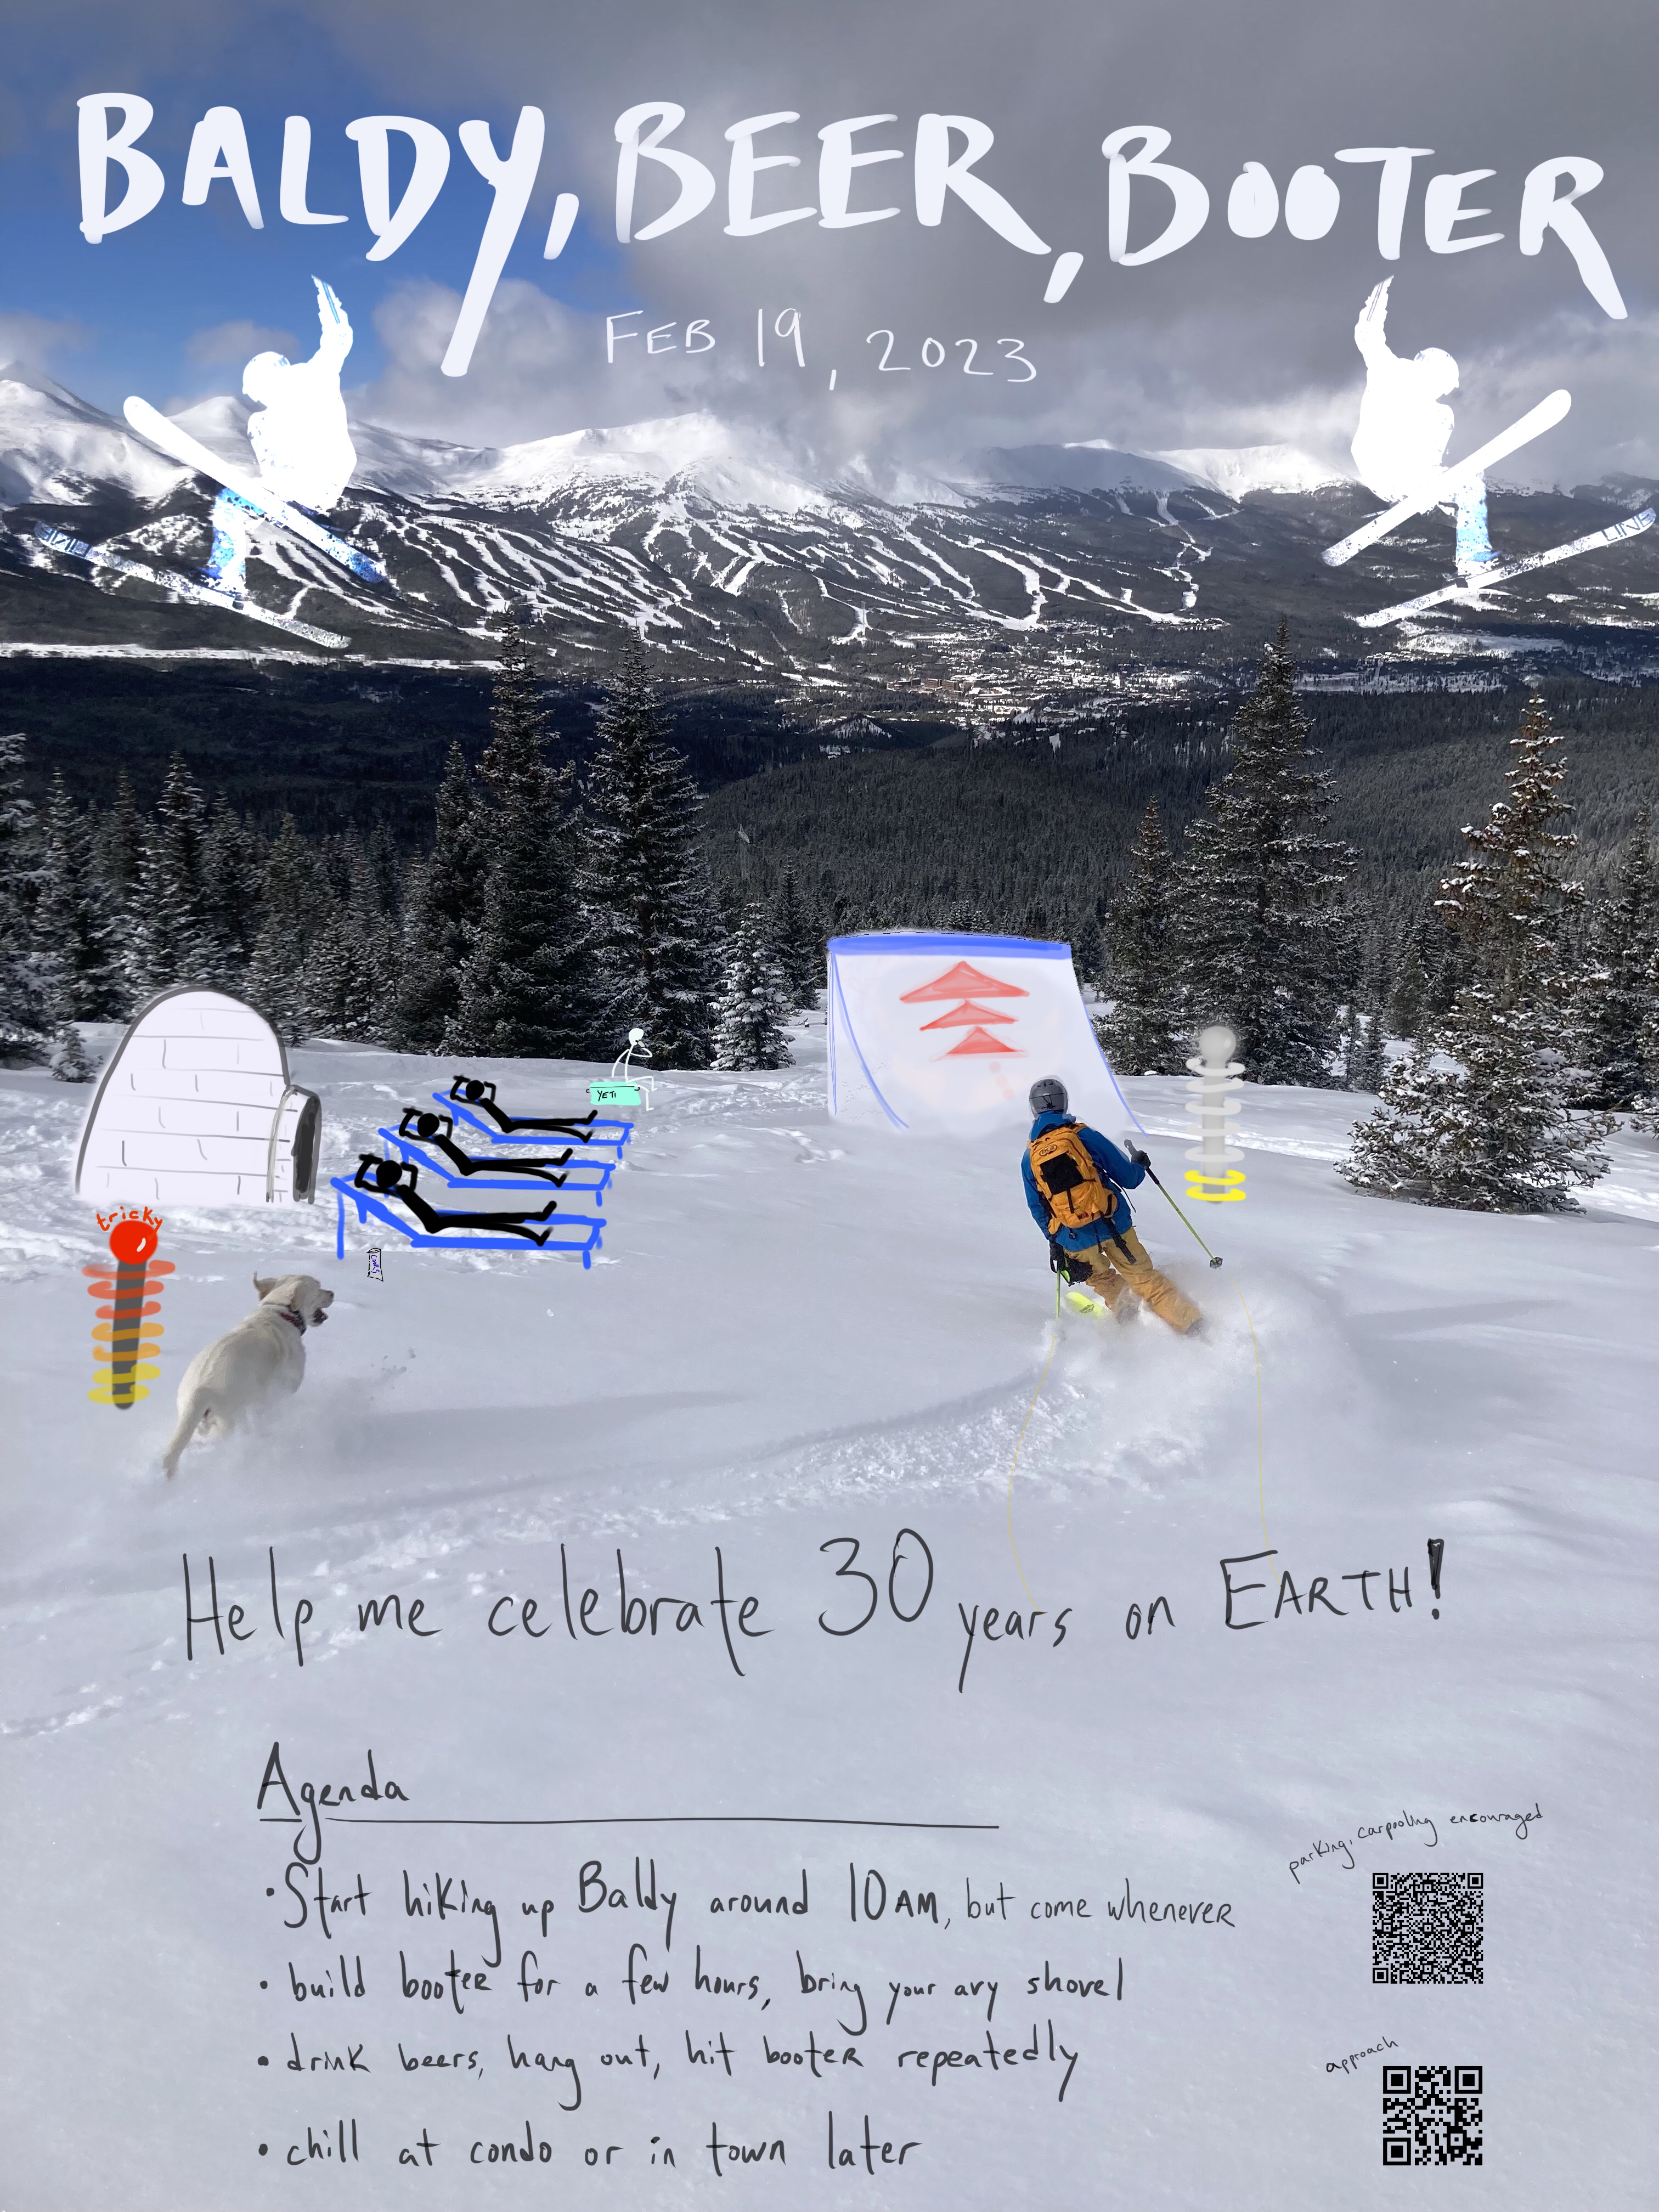 BALDY, BEER, BOOTER
FEB 19, 2023
LINE
YETI
tricky
Coors
Help me celebrate 30 years on EARTH!
Agenda
• Start hiking up Baldy around 10AM, but come whenever
• build booter for a few hours, bring your avy shovel
• drink beers, hang out, hit booter repeatedly
• chill at condo or in town later
parking, carpooling encouraged
approach